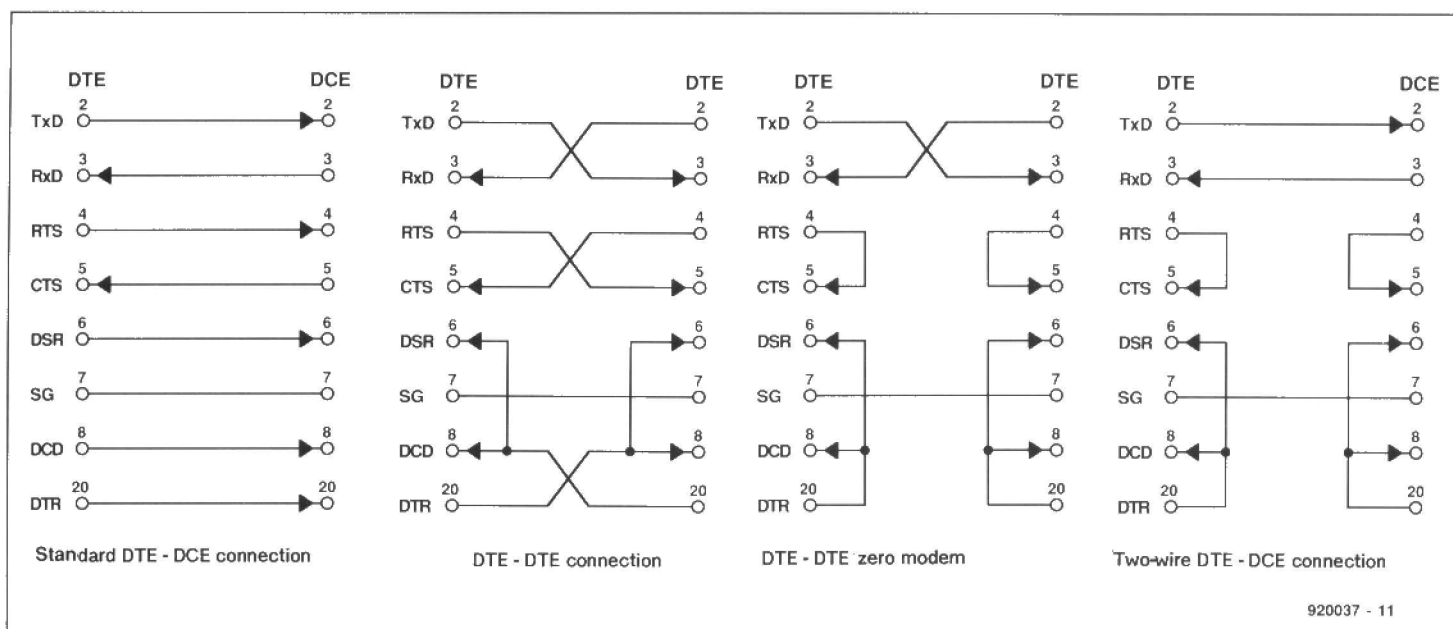 DTE DCE DTE DTE DTE DTE DTE DCE
2 2 2 2 2 2 2 2
TxD TxD TxD TxD
3 3 3 3 3 3 3 3
RxD RxD RxD RxD
4 4 4 4 4 4 4 4
RTS RTS RTS RTS
5 5 5 5 5 5 5 5
CTS CTS CTS CTS
6 6 6 6 6 6 6 6
DSR DSR DSR DSR
7 7 7 7 7 7 7 7
SG SG SG SG
8 8 8 8 8 8 8 8
DCD DCD DCD DCD
20 20 20 20 20 20 20 20
DTR DTR DTR DTR
Standard DTE - DCE connection DTE - DTE connection DTE - DTE zero modem Two-wire DTE - DCE connection
920037 - 11